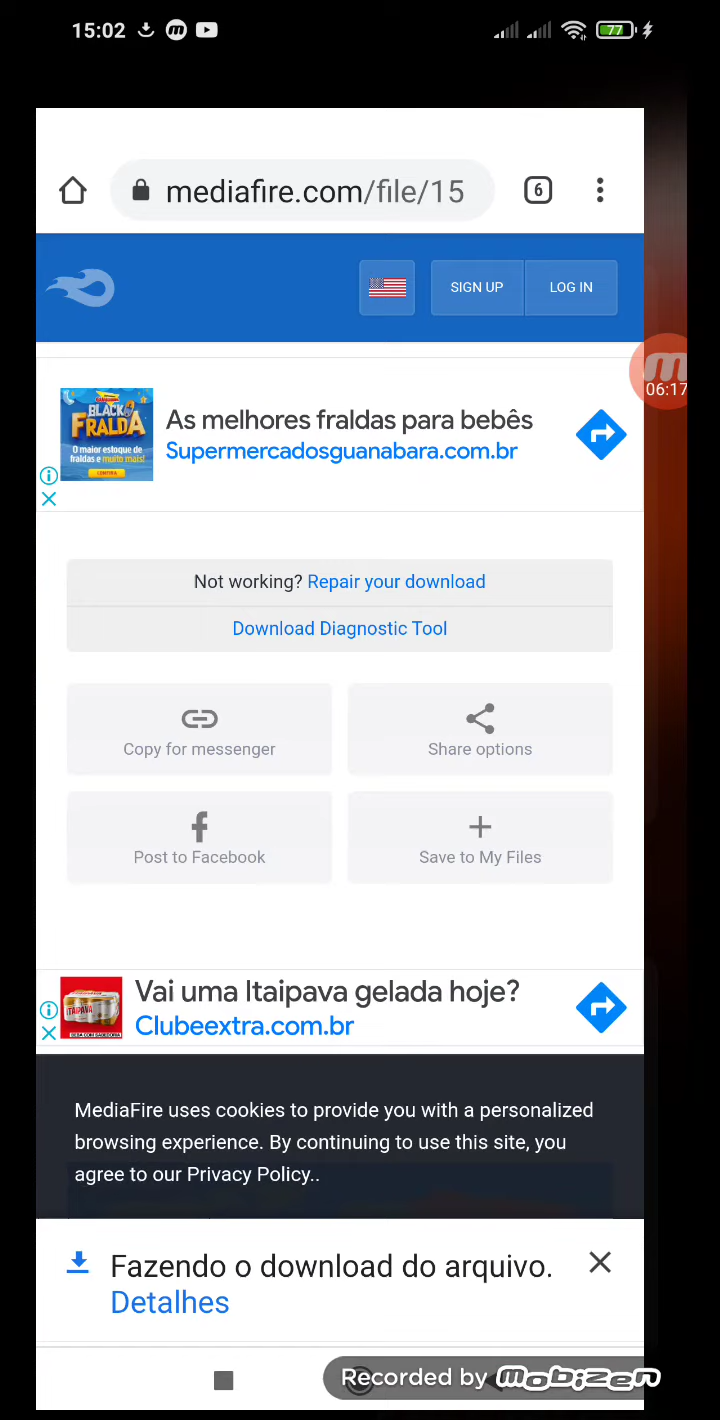 15:02
77
mediafire.com/file/15
6
SIGN UP
LOG IN
06:17
BLACK
FRALDA
O maior estoque de
fraldas e muito mais!
As melhores fraldas para bebês
Supermercadosguanabara.com.br
Not working? Repair your download
Download Diagnostic Tool
Copy for messenger
Share options
Post to Facebook
Save to My Files
ITAIPAVA
Vai uma Itaipava gelada hoje?
Clubeextra.com.br
MediaFire uses cookies to provide you with a personalized
browsing experience. By continuing to use this site, you
agree to our Privacy Policy..
Fazendo o download do arquivo.
Detalhes
Recorded by Mobizen